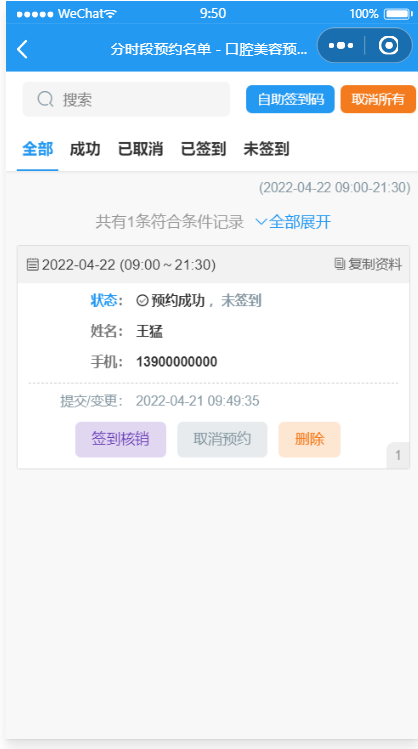 WeChat 9:50 100%
分时段预约名单 - 口腔美容预...
搜索 自助签到码 取消所有
全部 成功 已取消 已签到 未签到
(2022-04-22 09:00-21:30)
共有1条符合条件记录 全部展开
2022-04-22 (09:00～21:30) 复制资料
状态： 预约成功，未签到
姓名： 王猛
手机： 13900000000
提交/变更： 2022-04-21 09:49:35
签到核销 取消预约 删除
1